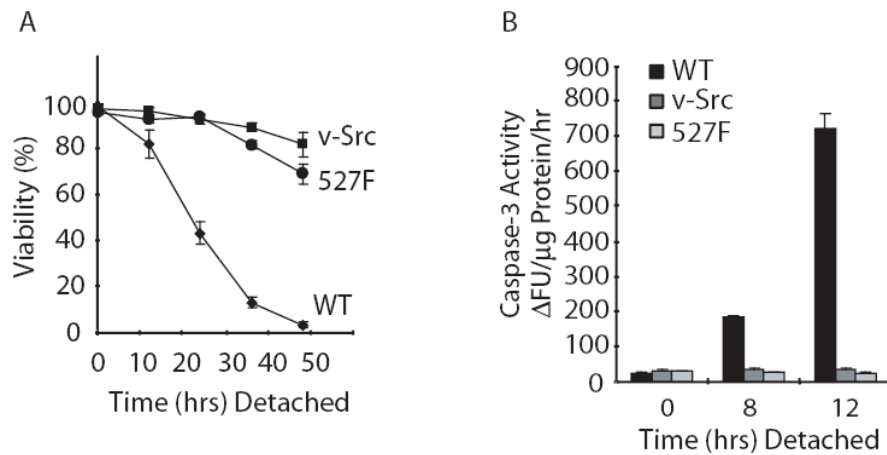 A
Viability (%)
100
80
60
40
20
0
v-Src
527F
WT
0 10 20 30 40 50
Time (hrs) Detached
B
Caspase-3 Activity
ΔFU/μg Protein/hr
900
800
700
600
500
400
300
200
100
0
WT
v-Src
527F
0 8 12
Time (hrs) Detached